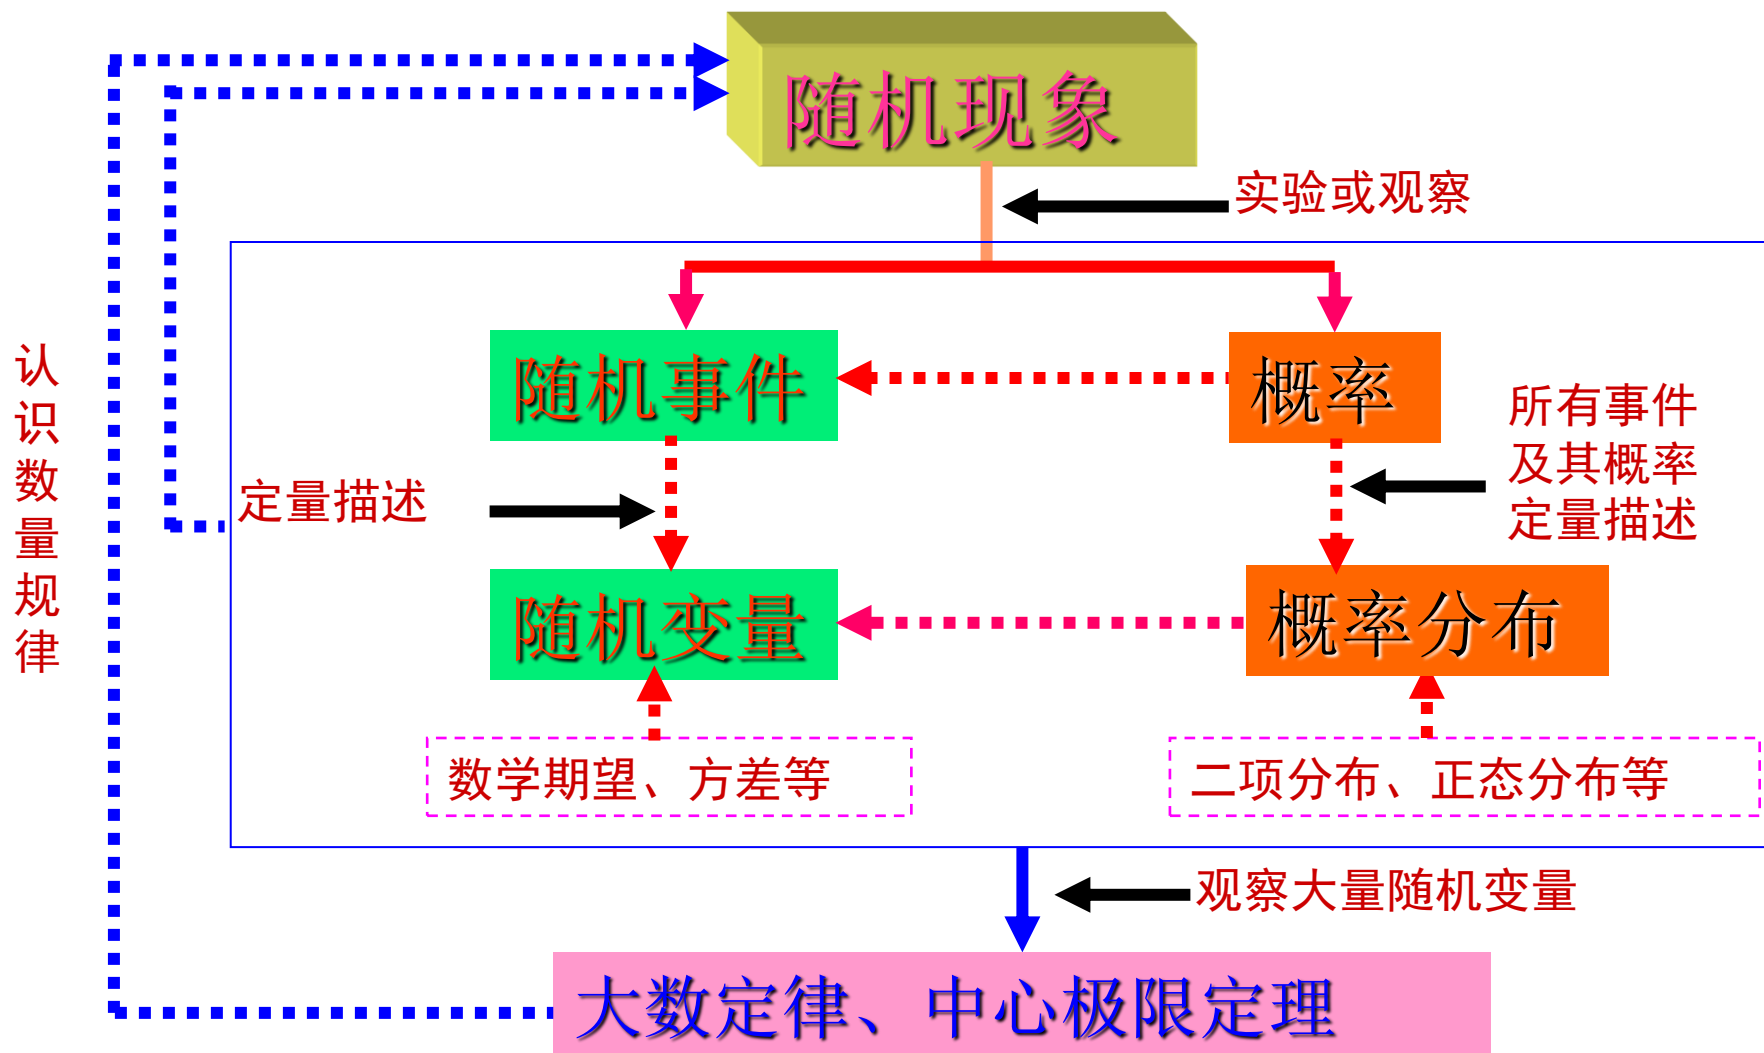 随机现象
实验或观察
随机事件
概率
认识数量规律
所有事件
及其概率
定量描述
定量描述
随机变量
概率分布
数学期望、方差等
二项分布、正态分布等
观察大量随机变量
大数定律、中心极限定理